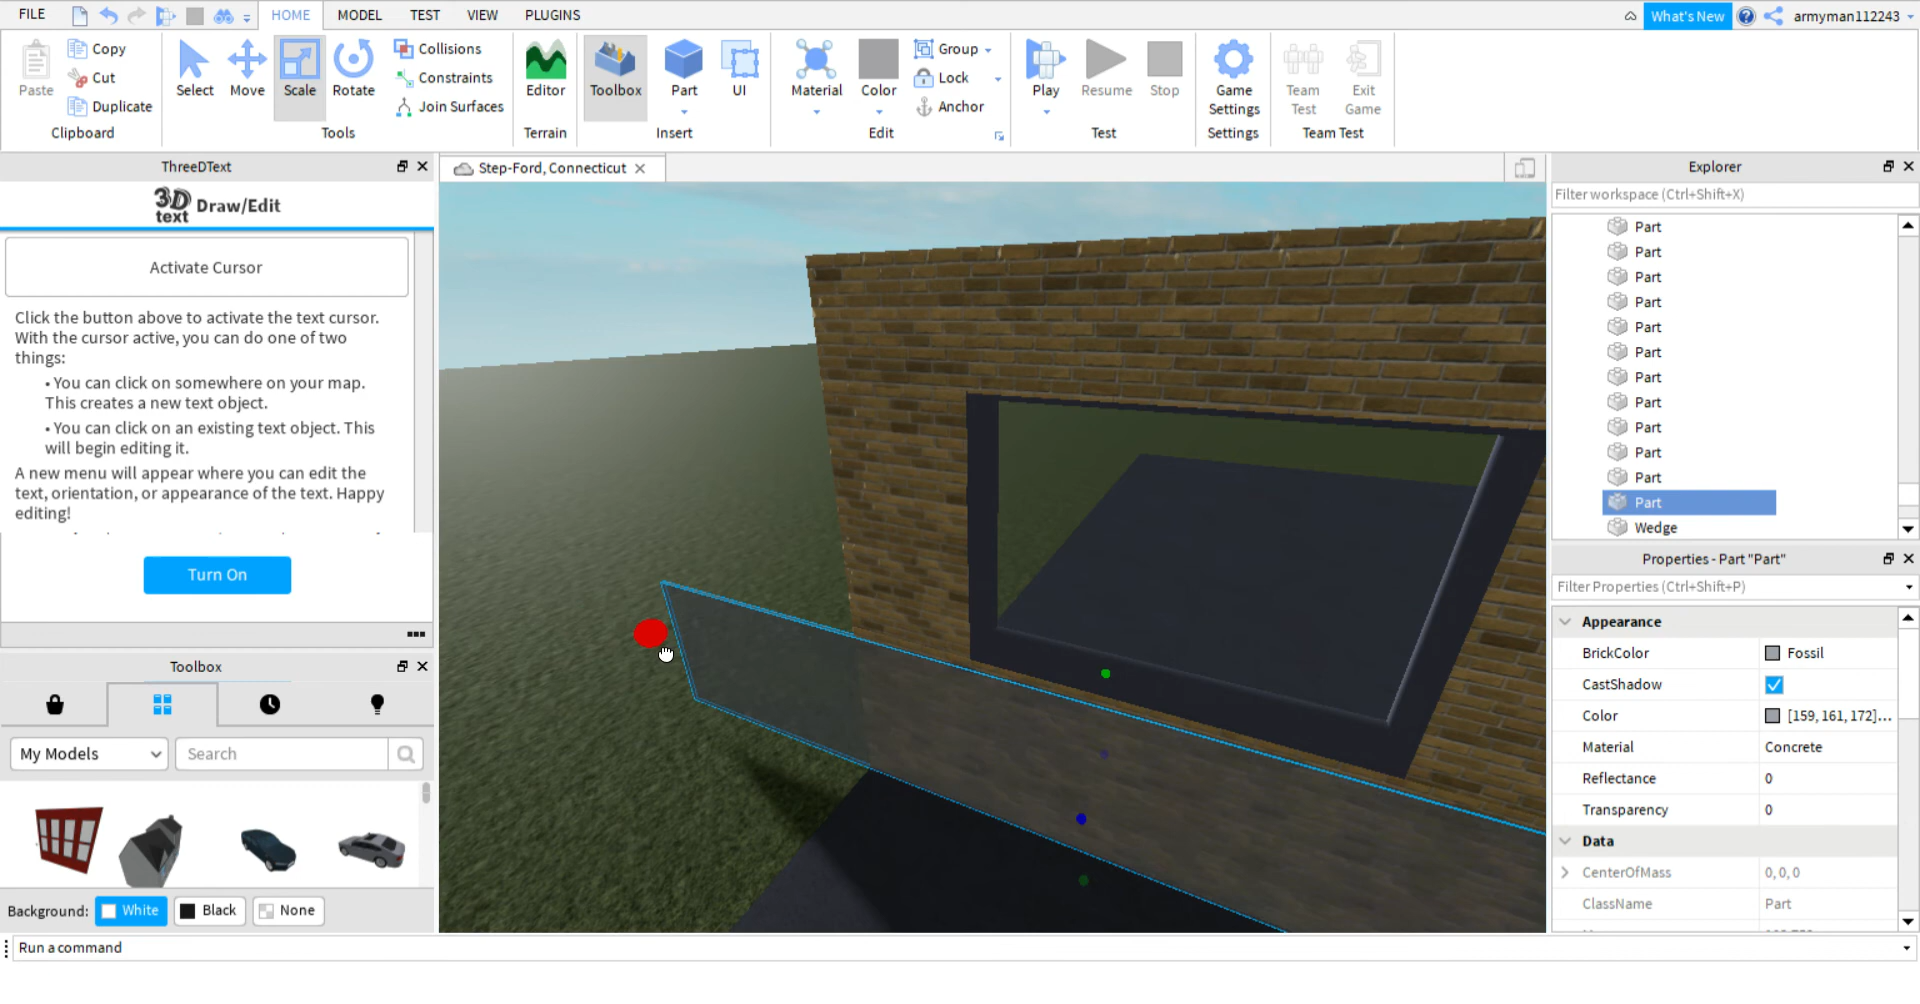 FILE
HOME
MODEL
TEST
VIEW
PLUGINS
What's New
armyman112243
Paste
Copy
Cut
Duplicate
Clipboard
Select
Move
Scale
Rotate
Collisions
Constraints
Join Surfaces
Tools
Editor
Terrain
Toolbox
Part
UI
Insert
Material
Color
Group
Lock
Anchor
Edit
Play
Resume
Stop
Test
Game
Settings
Settings
Team
Test
Exit
Game
Team Test
ThreeDText
3D
text
Draw/Edit
Activate Cursor
Click the button above to activate the text cursor.
With the cursor active, you can do one of two
things:
• You can click on somewhere on your map.
This creates a new text object.
• You can click on an existing text object. This
will begin editing it.
A new menu will appear where you can edit the
text, orientation, or appearance of the text. Happy
editing!
Turn On
Toolbox
My Models
Search
Background:
White
Black
None
Step-Ford, Connecticut
Explorer
Filter workspace (Ctrl+Shift+X)
Part
Part
Part
Part
Part
Part
Part
Part
Part
Part
Part
Part
Wedge
Properties - Part "Part"
Filter Properties (Ctrl+Shift+P)
Appearance
BrickColor
Fossil
CastShadow
Color
[159, 161, 172]...
Material
Concrete
Reflectance
0
Transparency
0
Data
CenterOfMass
0, 0, 0
ClassName
Part
Run a command